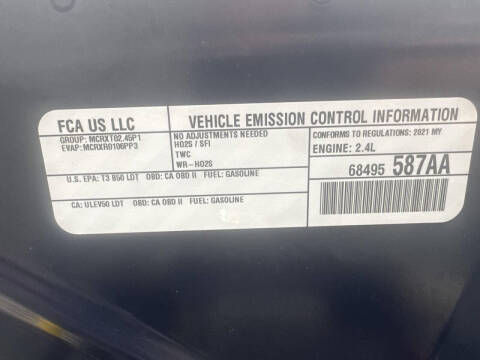 FCA US LLC
GROUP: MCRXT02.45P1
EVAP: MCRXR0106PP3
VEHICLE EMISSION CONTROL INFORMATION
NO ADJUSTMENTS NEEDED
HO2S / SFI
TWC
WR-HO2S
CONFORMS TO REGULATIONS: 2021 MY
ENGINE: 2.4L
68495 587AA
U.S. EPA: T3 B50 LDT OBD: CA OBD II FUEL: GASOLINE
CA: ULEV50 LDT OBD: CA OBD II FUEL: GASOLINE